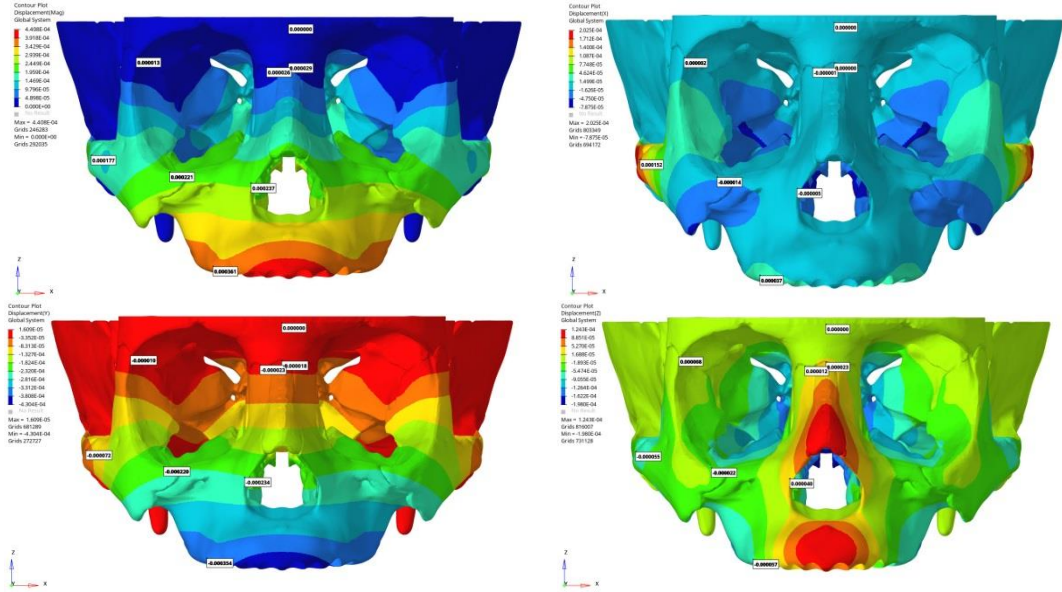 Contour Plot
Displacement(Mag)
Global System
4.408E-04
3.918E-04
3.429E-04
2.939E-04
2.449E-04
1.959E-04
1.469E-04
9.796E-05
4.898E-05
0.000E+00
No Result
Max = 4.408E-04
Grids 246283
Min = 0.000E+00
Grids 282035
0.000000
0.000013
0.000029
0.000020
0.000177
0.000221
0.000237
0.000361
Z
Y
X
Contour Plot
Displacement(X)
Global System
2.025E-04
1.712E-04
1.400E-04
1.087E-04
7.748E-05
4.624E-05
1.499E-05
-1.626E-05
-4.750E-05
-7.875E-05
No Result
Max = 2.025E-04
Grids 803349
Min = -7.875E-05
Grids 694172
0.000000
0.000002
0.000000
-0.000001
0.000152
-0.000014
-0.000005
0.000037
Z
Y
X
Contour Plot
Displacement(Y)
Global System
1.609E-05
-3.352E-05
-8.313E-05
-1.327E-04
-1.824E-04
-2.320E-04
-2.816E-04
-3.312E-04
-3.808E-04
-4.304E-04
No Result
Max = 1.609E-05
Grids 681289
Min = -4.304E-04
Grids 272727
0.000000
-0.000010
-0.000018
-0.000023
-0.000072
-0.000220
-0.000234
-0.000354
Z
Y
X
Contour Plot
Displacement(Z)
Global System
1.243E-04
8.851E-05
5.270E-05
1.688E-05
-1.893E-05
-5.474E-05
-9.055E-05
-1.264E-04
-1.622E-04
-1.980E-04
No Result
Max = 1.243E-04
Grids 816007
Min = -1.980E-04
Grids 731128
0.000000
0.000008
0.000023
0.000012
-0.000055
-0.000022
0.000040
-0.000057
Z
Y
X